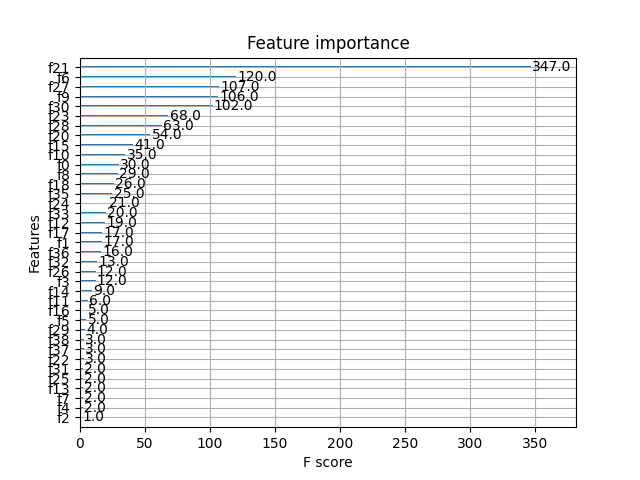 Feature importance
f21 347.0
f6 120.0
f27 107.0
f9 106.0
f30 102.0
f23 68.0
f28 63.0
f20 54.0
f15 41.0
f10 35.0
f0 30.0
f8 29.0
f18 26.0
f35 25.0
f24 21.0
f33 20.0
f12 19.0
f17 17.0
f1 17.0
f36 16.0
f32 13.0
f26 12.0
f3 12.0
f14 9.0
f11 6.0
f16 5.0
f5 5.0
f29 4.0
f38 3.0
f37 3.0
f22 3.0
f31 2.0
f25 2.0
f13 2.0
f7 2.0
f4 2.0
f2 1.0
0 50 100 150 200 250 300 350
F score
Features